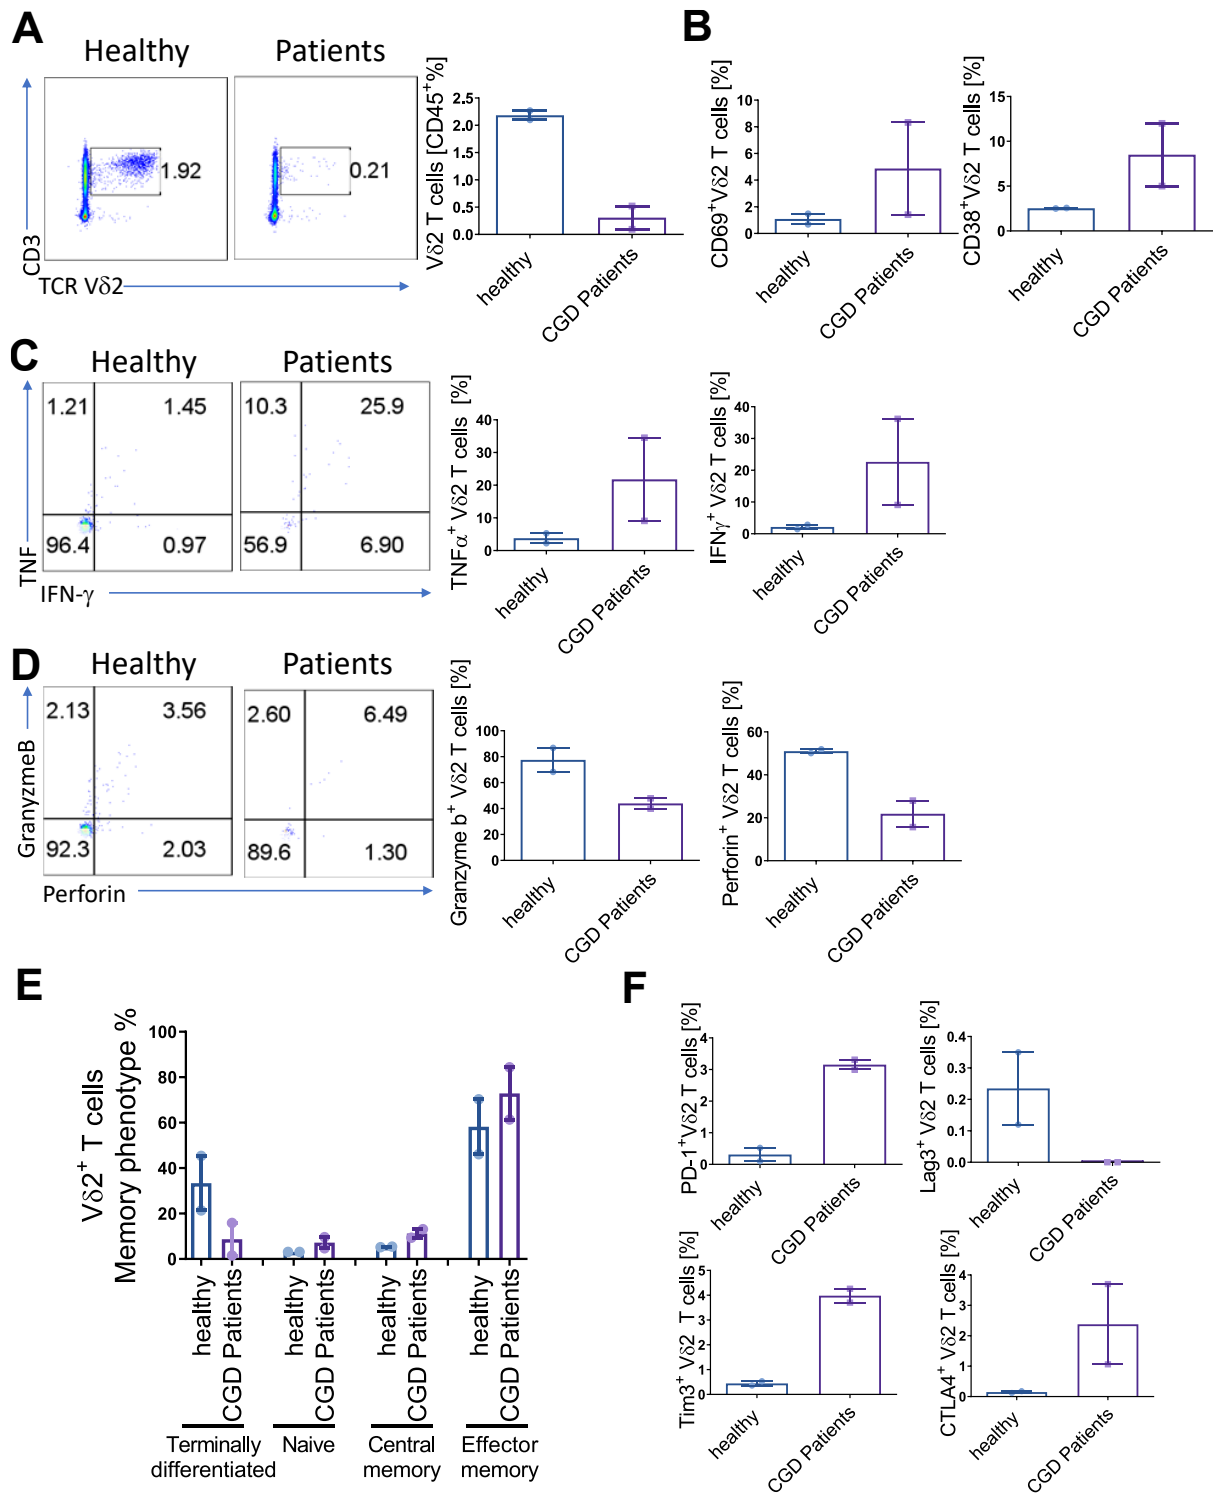 A
Healthy
Patients
1.92
0.21
CD3
TCR Vδ2
Vδ2 T cells [CD45+%]
2.5
2.0
1.5
1.0
0.5
0.0
healthy
CGD Patients
B
CD69+Vδ2 T cells [%]
10
8
6
4
2
0
healthy
CGD Patients
CD38+Vδ2 T cells [%]
15
10
5
0
healthy
CGD Patients
C
Healthy
Patients
1.21
1.45
96.4
0.97
10.3
25.9
56.9
6.90
TNF
IFN-γ
TNFα+ Vδ2 T cells [%]
40
30
20
10
0
healthy
CGD Patients
IFNγ+ Vδ2 T cells [%]
40
30
20
10
0
healthy
CGD Patients
D
Healthy
Patients
2.13
3.56
92.3
2.03
2.60
6.49
89.6
1.30
GranyzmeB
Perforin
Granzyme b+ Vδ2 T cells [%]
100
80
60
40
20
0
healthy
CGD Patients
Perforin+ Vδ2 T cells [%]
60
40
20
0
healthy
CGD Patients
E
Vδ2+ T cells
Memory phenotype %
100
80
60
40
20
0
healthy
CGD Patients
healthy
CGD Patients
healthy
CGD Patients
healthy
CGD Patients
Terminally
differentiated
Naive
Central
memory
Effector
memory
F
PD-1+Vδ2 T cells [%]
4
3
2
1
0
healthy
CGD Patients
Lag3+ Vδ2 T cells [%]
0.4
0.3
0.2
0.1
0.0
healthy
CGD Patients
Tim3+ Vδ2 T cells [%]
5
4
3
2
1
0
healthy
CGD Patients
CTLA4+ Vδ2 T cells [%]
4
3
2
1
0
healthy
CGD Patients